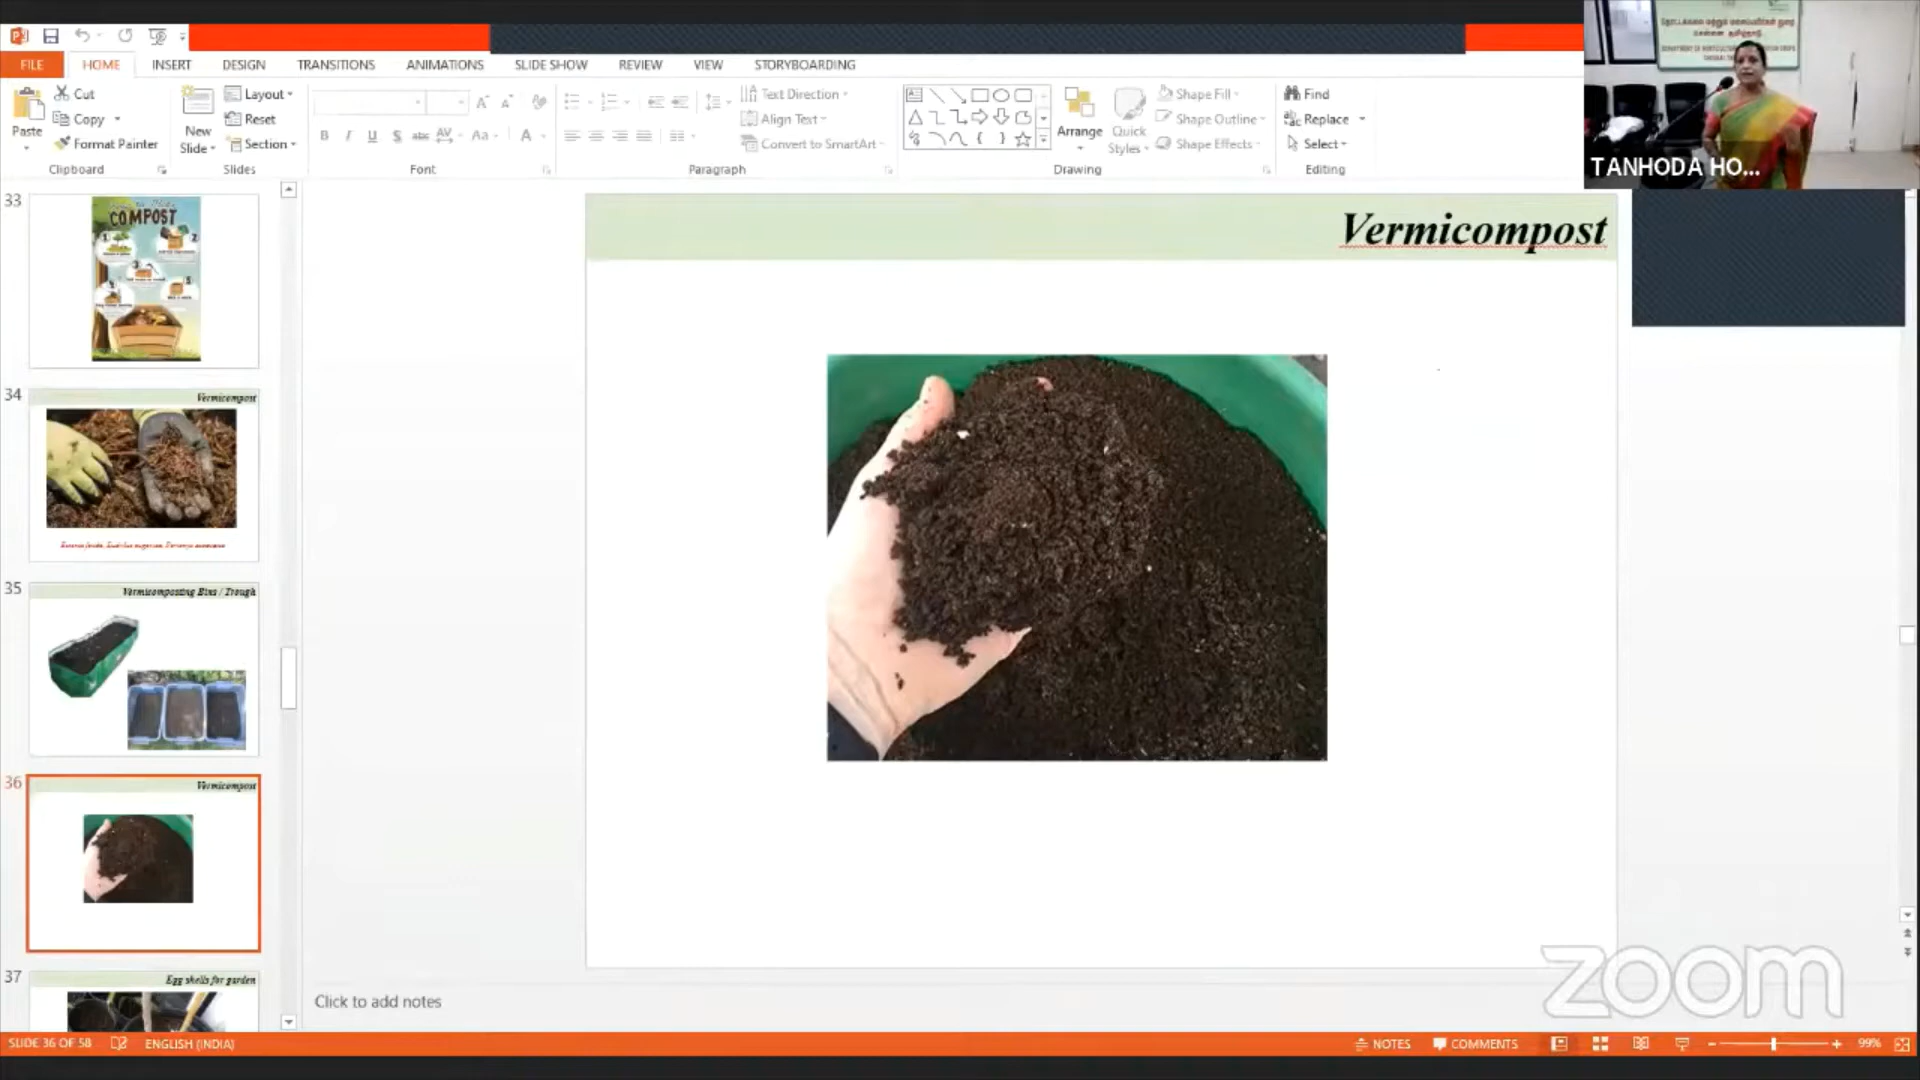 FILE
HOME
INSERT
DESIGN
TRANSITIONS
ANIMATIONS
SLIDE SHOW
REVIEW
VIEW
STORYBOARDING
Paste
Cut
Copy
Format Painter
Clipboard
New
Slide
Layout
Reset
Section
Slides
Font
Text Direction
Align Text
Convert to SmartArt
Paragraph
Arrange
Quick
Styles
Shape Fill
Shape Outline
Shape Effects
Drawing
Find
Replace
Select
Editing
TANHODA HO...
33
COMPOST
34
Vermicompost
35
Vermicomposting Bins / Trough
36
Vermicompost
37
Egg shells for garden
Vermicompost
Click to add notes
zoom
SLIDE 36 OF 58
ENGLISH (INDIA)
NOTES
COMMENTS
99%